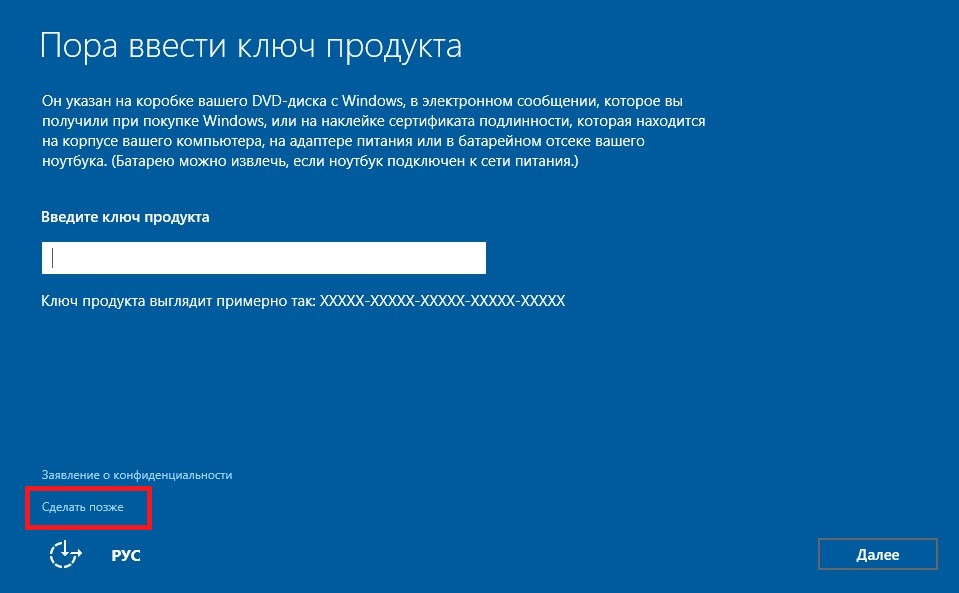 Пора ввести ключ продукта
Он указан на коробке вашего DVD-диска с Windows, в электронном сообщении, которое вы
получили при покупке Windows, или на наклейке сертификата подлинности, которая находится
на корпусе вашего компьютера, на адаптере питания или в батарейном отсеке вашего
ноутбука. (Батарею можно извлечь, если ноутбук подключен к сети питания.)
Введите ключ продукта
Ключ продукта выглядит примерно так: XXXXX-XXXXX-XXXXX-XXXXX-XXXXX
Заявление о конфиденциальности
Сделать позже
РУС
Далее